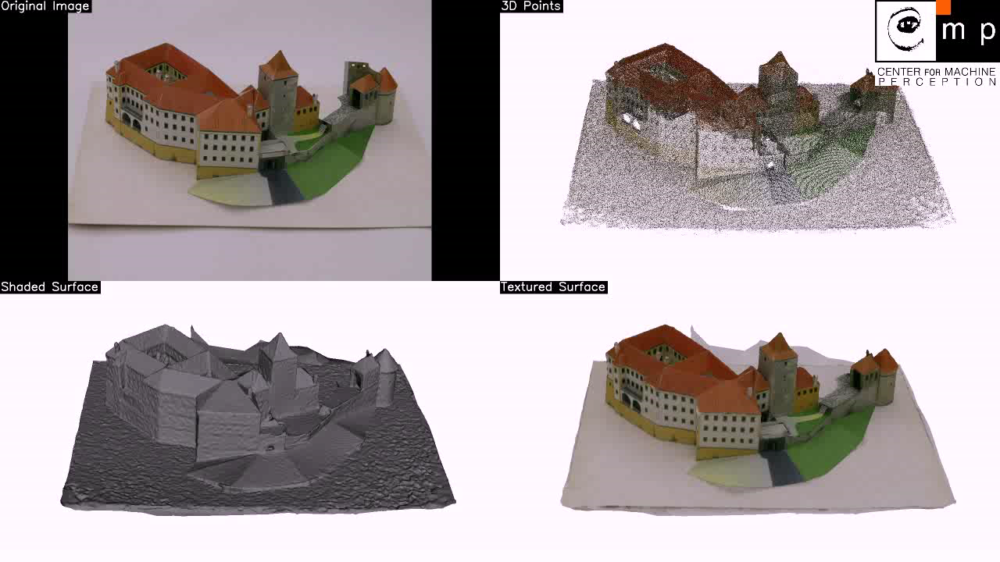 Original Image
3D Points
m p
CENTER FOR MACHINE
PERCEPTION
Shaded Surface
Textured Surface